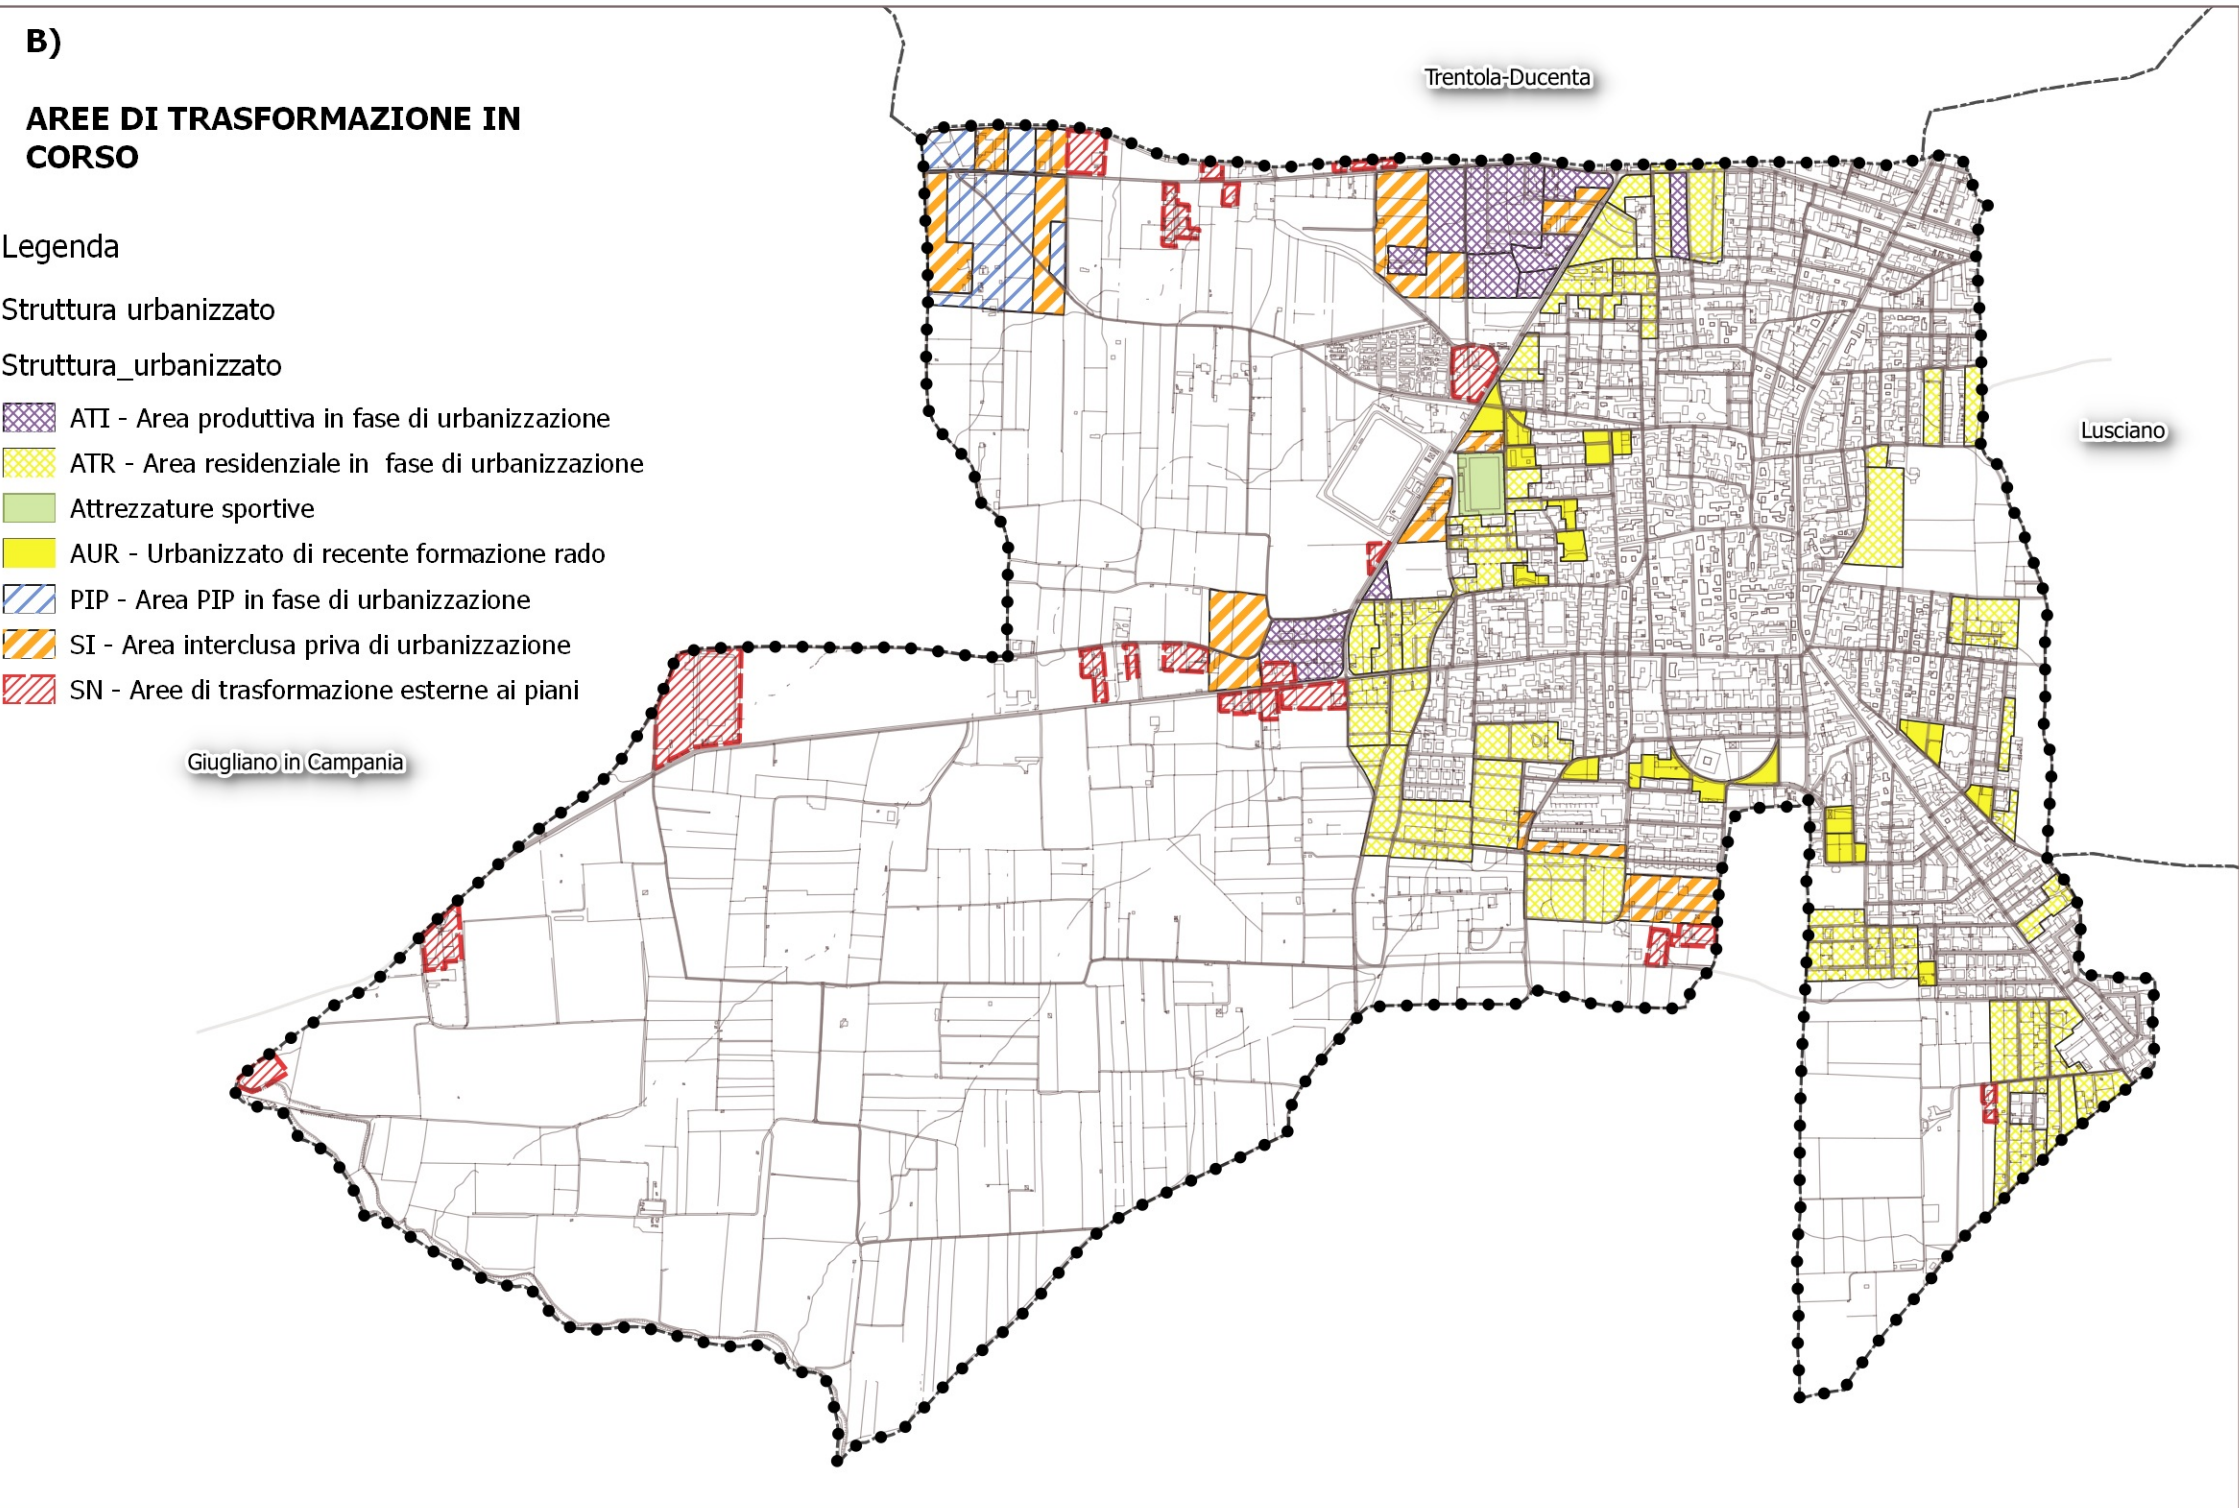 B)
AREE DI TRASFORMAZIONE IN
CORSO
Legenda
Struttura urbanizzato
Struttura_urbanizzato
ATI - Area produttiva in fase di urbanizzazione
ATR - Area residenziale in fase di urbanizzazione
Attrezzature sportive
AUR - Urbanizzato di recente formazione rado
PIP - Area PIP in fase di urbanizzazione
SI - Area interclusa priva di urbanizzazione
SN - Aree di trasformazione esterne ai piani
Trentola-Ducenta
Lusciano
Giugliano in Campania